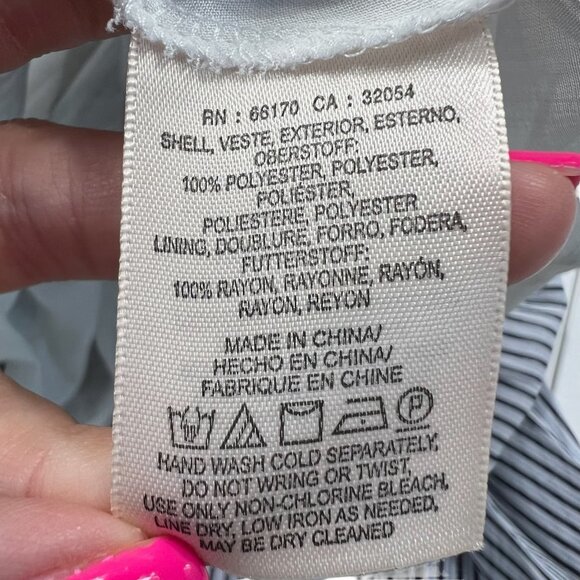 RN : 66170 CA : 32054
SHELL, VESTE, EXTERIOR, ESTERNO,
OBERSTOFF:
100% POLYESTER, POLYESTER,
POLIÉSTER,
POLIESTERE, POLYESTER
LINING, DOUBLURE, FORRO, FODERA,
FUTTERSTOFF:
100% RAYON, RAYONNE, RAYÓN,
RAYON, REYON
MADE IN CHINA/
HECHO EN CHINA/
FABRIQUE EN CHINE
P
HAND WASH COLD SEPARATELY,
DO NOT WRING OR TWIST,
USE ONLY NON-CHLORINE BLEACH,
LINE DRY, LOW IRON AS NEEDED,
MAY BE DRY CLEANED